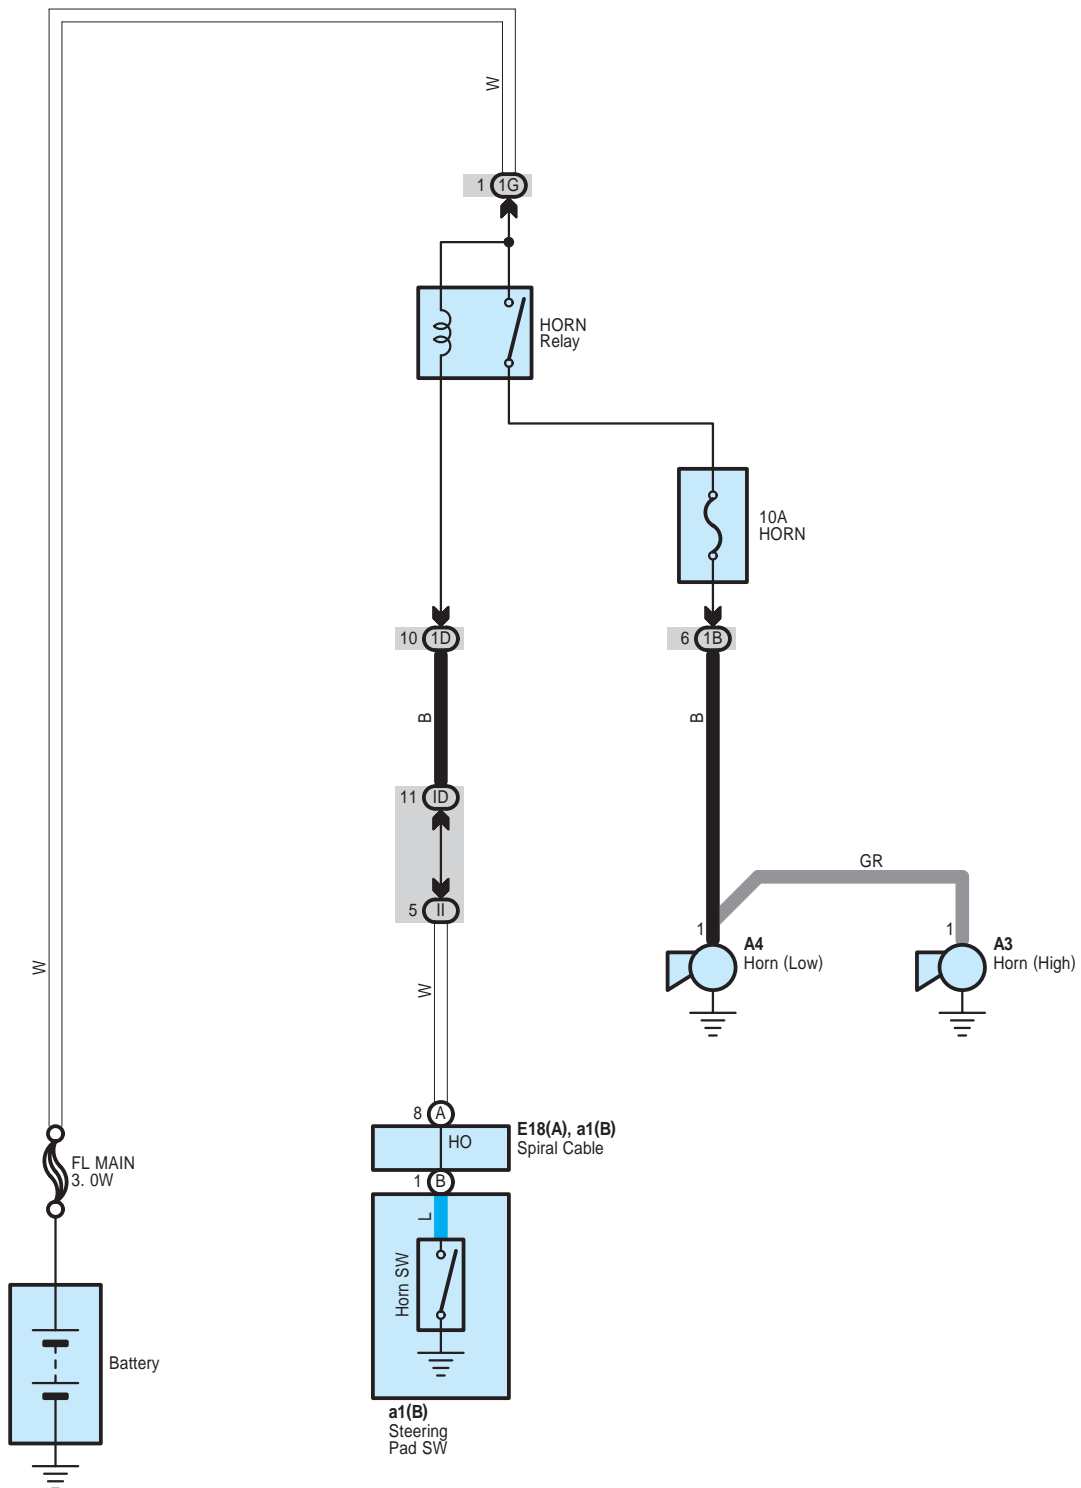 W
1 1G
HORN
Relay
10A
HORN
10 1D
6 1B
B
B
11 ID
GR
5 II
1
A4
Horn (Low)
1
A3
Horn (High)
W
W
8 A
HO
E18(A), a1(B)
Spiral Cable
FL MAIN
3. 0W
1 B
L
Horn SW
Battery
a1(B)
Steering
Pad SW